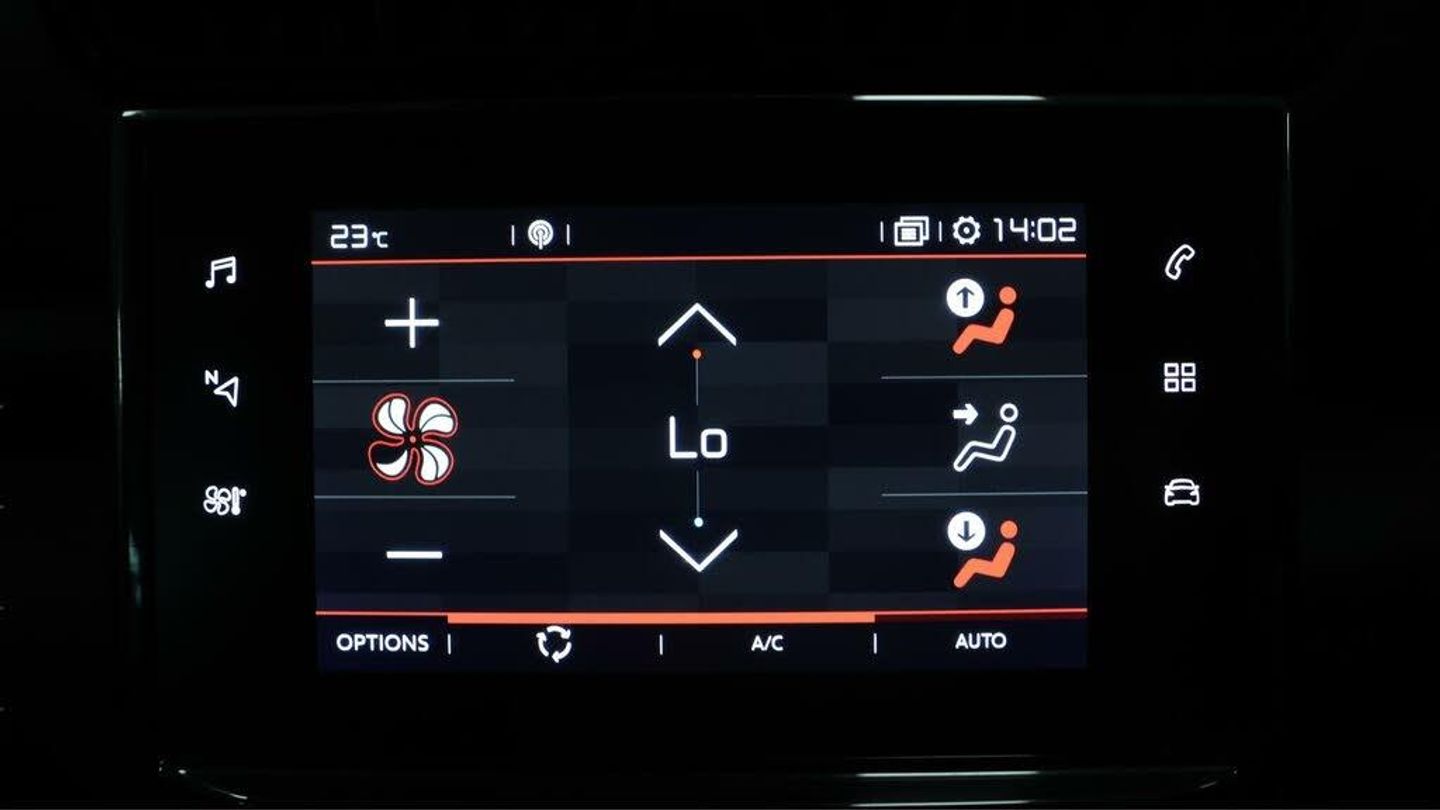 23°C
14:02
N
Lo
OPTIONS
A/C
AUTO